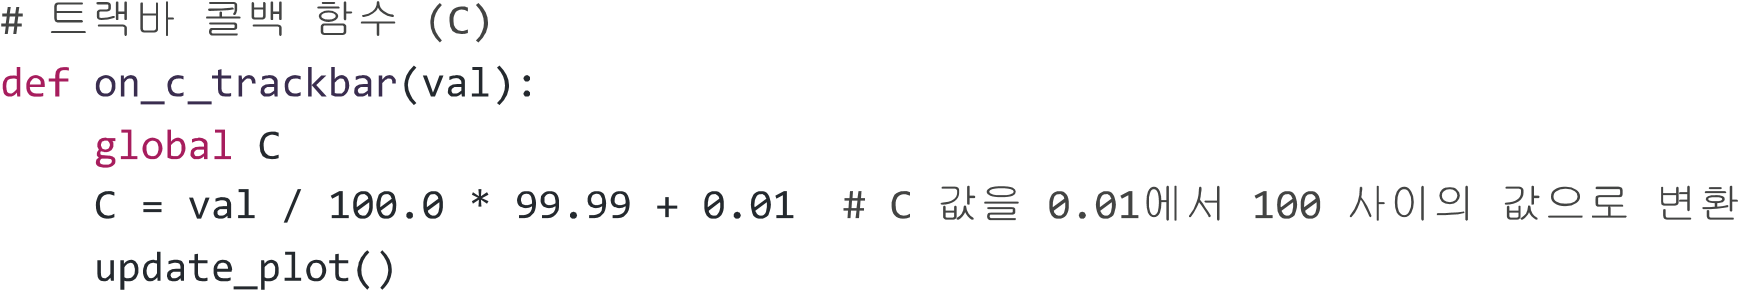 # 트랙바 콜백 함수 (C)
def on_c_trackbar(val):
    global C
    C = val / 100.0 * 99.99 + 0.01  # C 값을 0.01에서 100 사이의 값으로 변환
    update_plot()